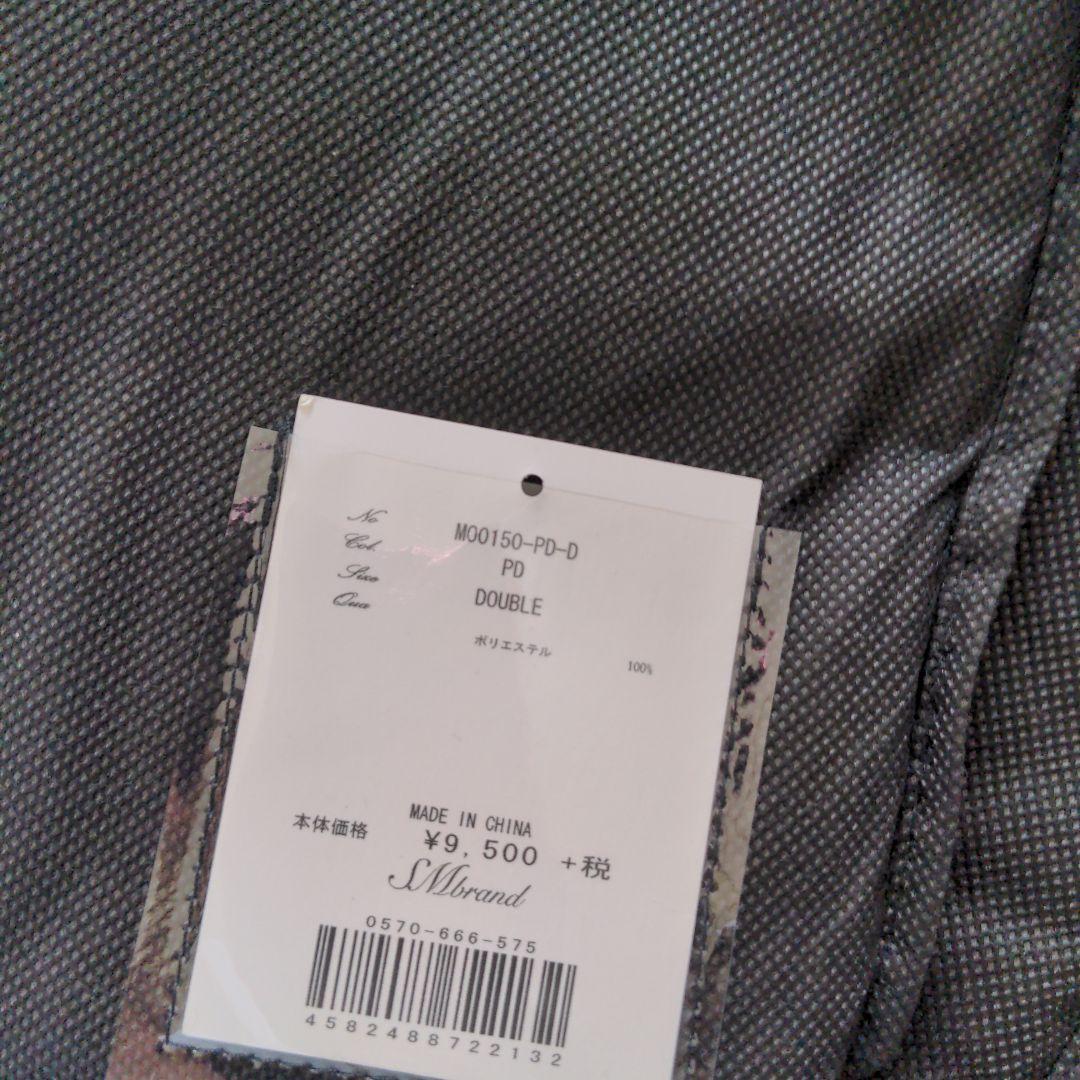 No M00150-PD-D
Col. PD
Size DOUBLE
Qua ポリエステル 100%
MADE IN CHINA
本体価格 ¥9,500 +税
SMbrand
0570-666-575
4582488722132